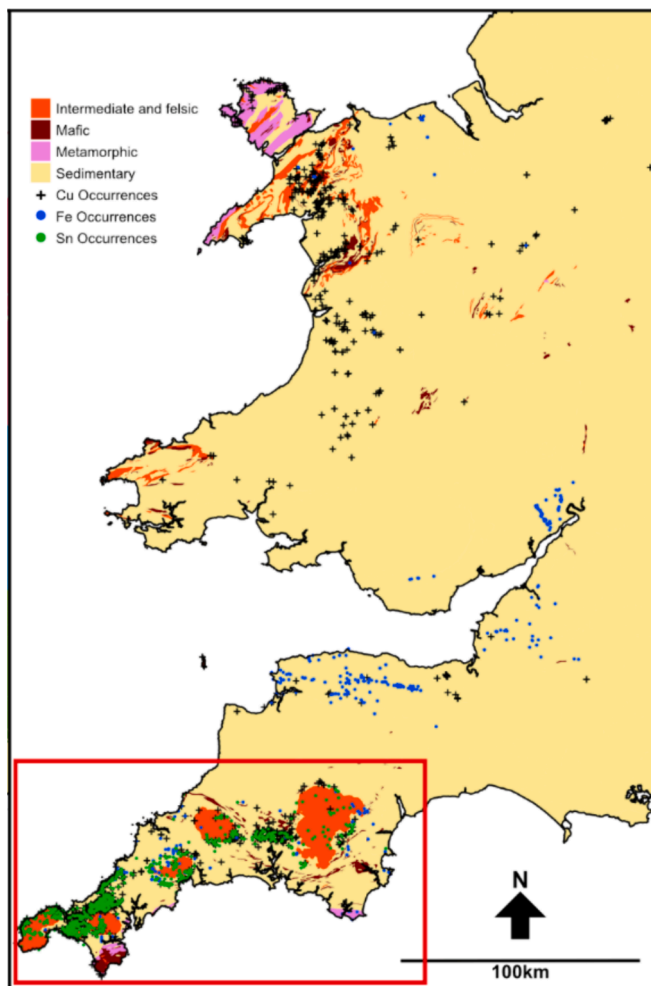 Intermediate and felsic
Mafic
Metamorphic
Sedimentary
Cu Occurrences
Fe Occurrences
Sn Occurrences
N
100km